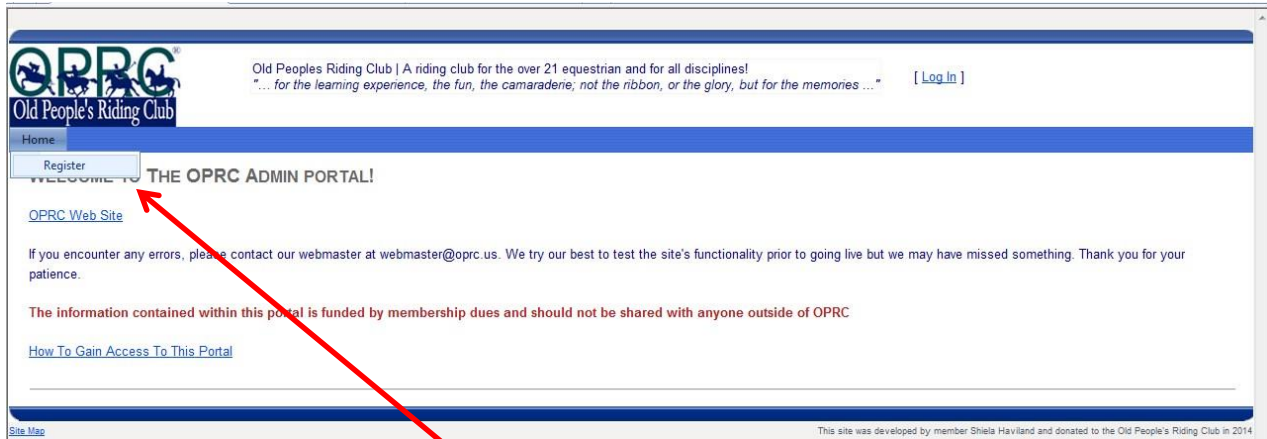 OPRC®
Old People's Riding Club
Old Peoples Riding Club | A riding club for the over 21 equestrian and for all disciplines!
"... for the learning experience, the fun, the camaraderie; not the ribbon, or the glory, but for the memories ..."
[ Log In ]
Home
Register
WELCOME TO THE OPRC ADMIN PORTAL!
OPRC Web Site
If you encounter any errors, please contact our webmaster at webmaster@oprc.us. We try our best to test the site's functionality prior to going live but we may have missed something. Thank you for your
patience.
The information contained within this portal is funded by membership dues and should not be shared with anyone outside of OPRC
How To Gain Access To This Portal
Site Map
This site was developed by member Shiela Haviland and donated to the Old People's Riding Club in 2014